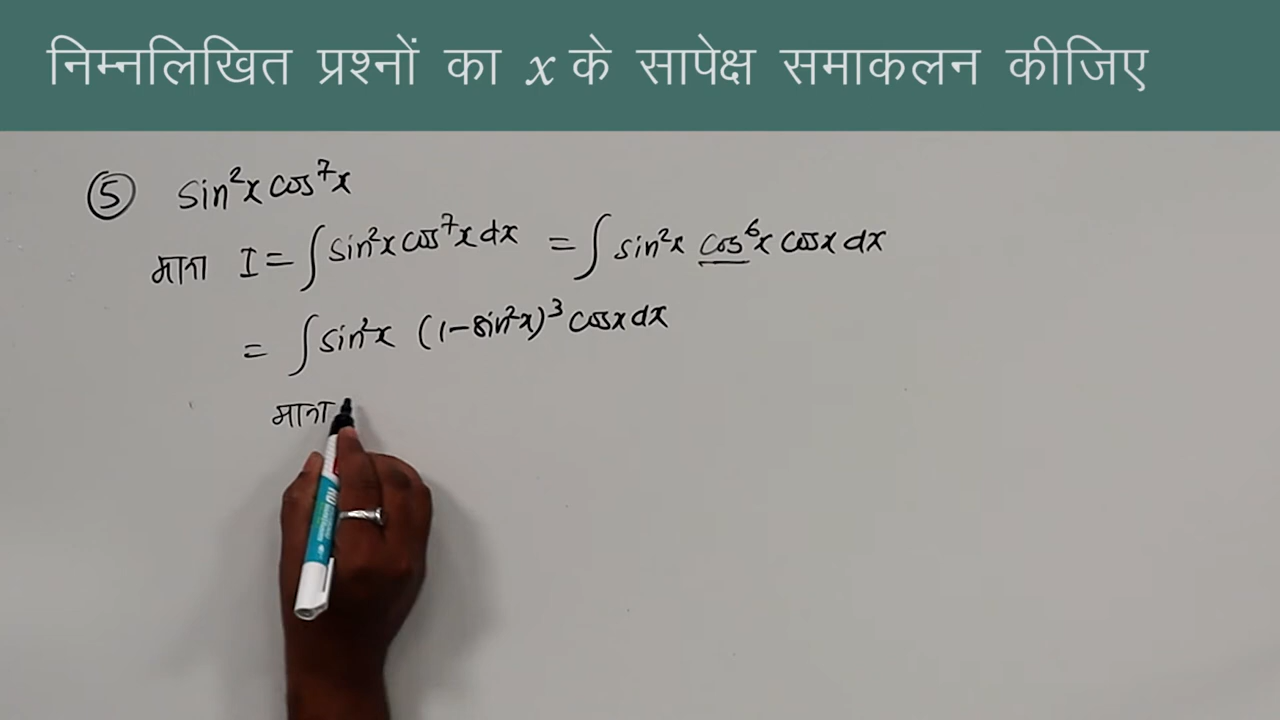 निम्नलिखित प्रश्नों का x के सापेक्ष समाकलन कीजिए
⑤ sin²x cos⁷x
माना I = ∫ sin²x cos⁷x dx = ∫ sin²x cos⁶x cosx dx
= ∫ sin²x (1-sin²x)³ cosx dx
माना